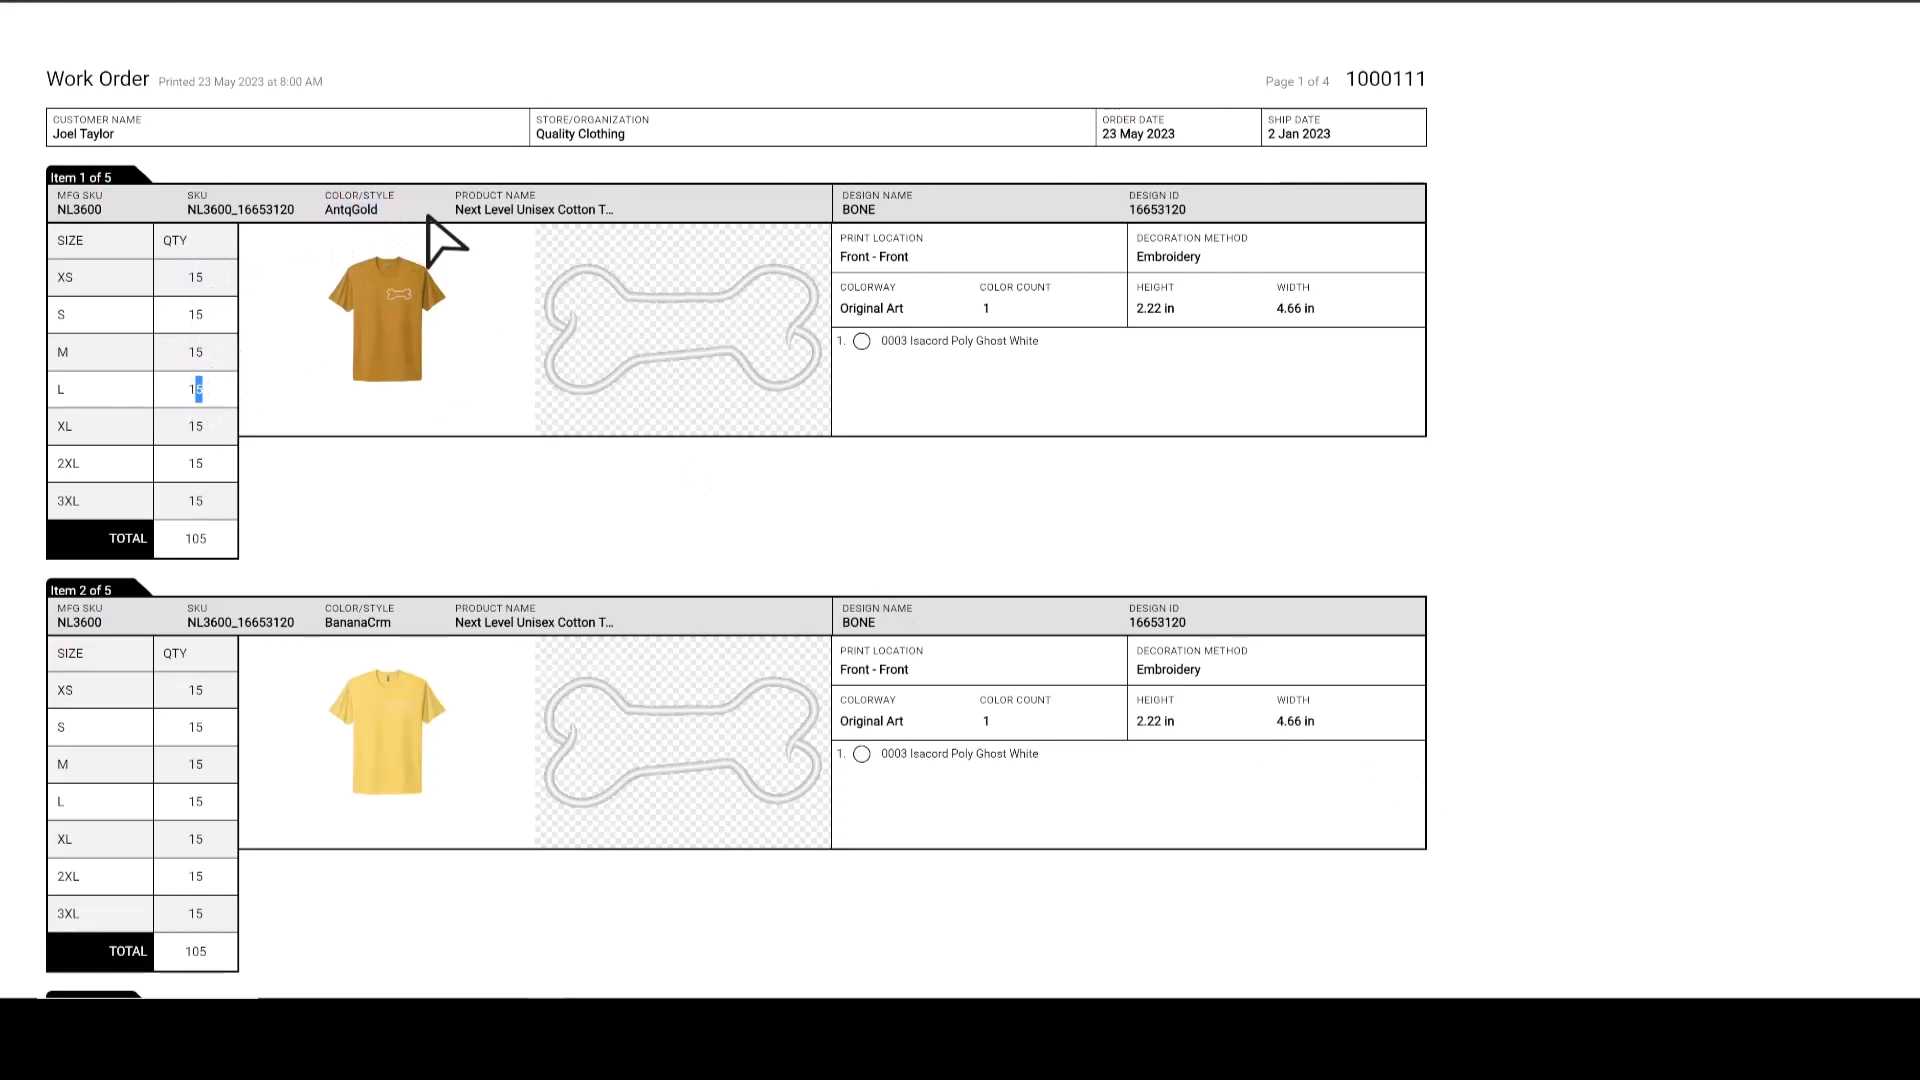 Work Order Printed 23 May 2023 at 8:00 AM Page 1 of 4 1000111
CUSTOMER NAME STORE/ORGANIZATION ORDER DATE SHIP DATE
Joel Taylor Quality Clothing 23 May 2023 2 Jan 2023
Item 1 of 5
MFG SKU SKU COLOR/STYLE PRODUCT NAME DESIGN NAME DESIGN ID
NL3600 NL3600_16653120 AntqGold Next Level Unisex Cotton T... BONE 16653120
SIZE QTY PRINT LOCATION DECORATION METHOD
Front - Front Embroidery
XS 15 COLORWAY COLOR COUNT HEIGHT WIDTH
S 15 Original Art 1 2.22 in 4.66 in
M 15 1. 0003 Isacord Poly Ghost White
L 15
XL 15
2XL 15
3XL 15
TOTAL 105
Item 2 of 5
MFG SKU SKU COLOR/STYLE PRODUCT NAME DESIGN NAME DESIGN ID
NL3600 NL3600_16653120 BananaCrm Next Level Unisex Cotton T... BONE 16653120
SIZE QTY PRINT LOCATION DECORATION METHOD
Front - Front Embroidery
XS 15 COLORWAY COLOR COUNT HEIGHT WIDTH
S 15 Original Art 1 2.22 in 4.66 in
M 15 1. 0003 Isacord Poly Ghost White
L 15
XL 15
2XL 15
3XL 15
TOTAL 105